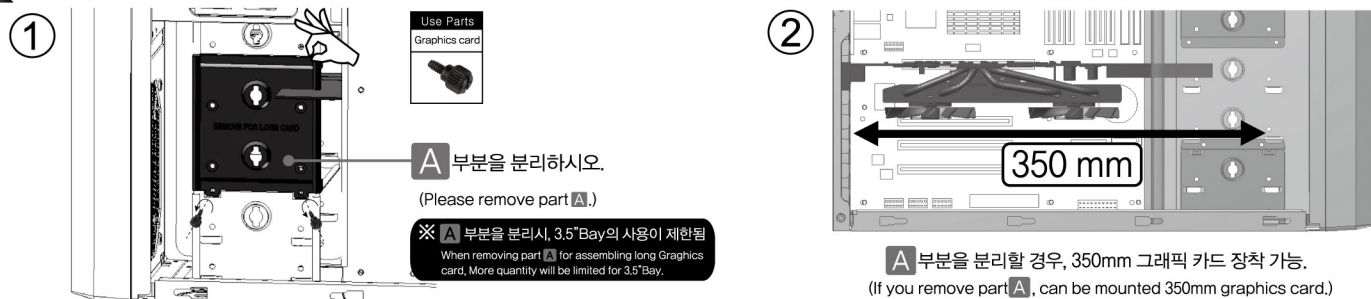 ①
Use Parts
Graphics card
REMOVE FOR LONG CARD
A 부분을 분리하시오.
(Please remove part A.)
※ A 부분을 분리시, 3.5"Bay의 사용이 제한됨
When removing part A for assembling long Graghics
card, More quantity will be limited for 3.5"Bay.
②
350 mm
A 부분을 분리할 경우, 350mm 그래픽 카드 장착 가능.
(If you remove part A, can be mounted 350mm graphics card.)